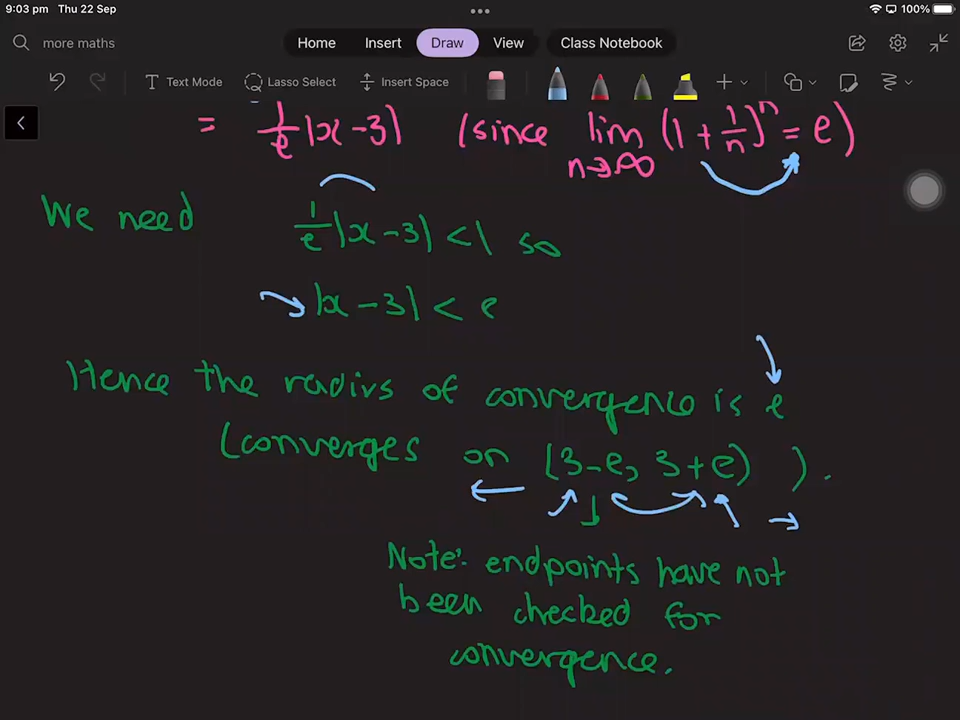 9:03 pm Thu 22 Sep
100%
more maths
Home Insert Draw View Class Notebook
Text Mode Lasso Select Insert Space
= 1/e |x-3| (since lim n→∞ (1 + 1/n)^n = e)
We need 1/e |x-3| < 1 so
|x-3| < e
Hence the radius of convergence is e
(converges on (3-e, 3+e) ).
Note: endpoints have not
been checked for
convergence.